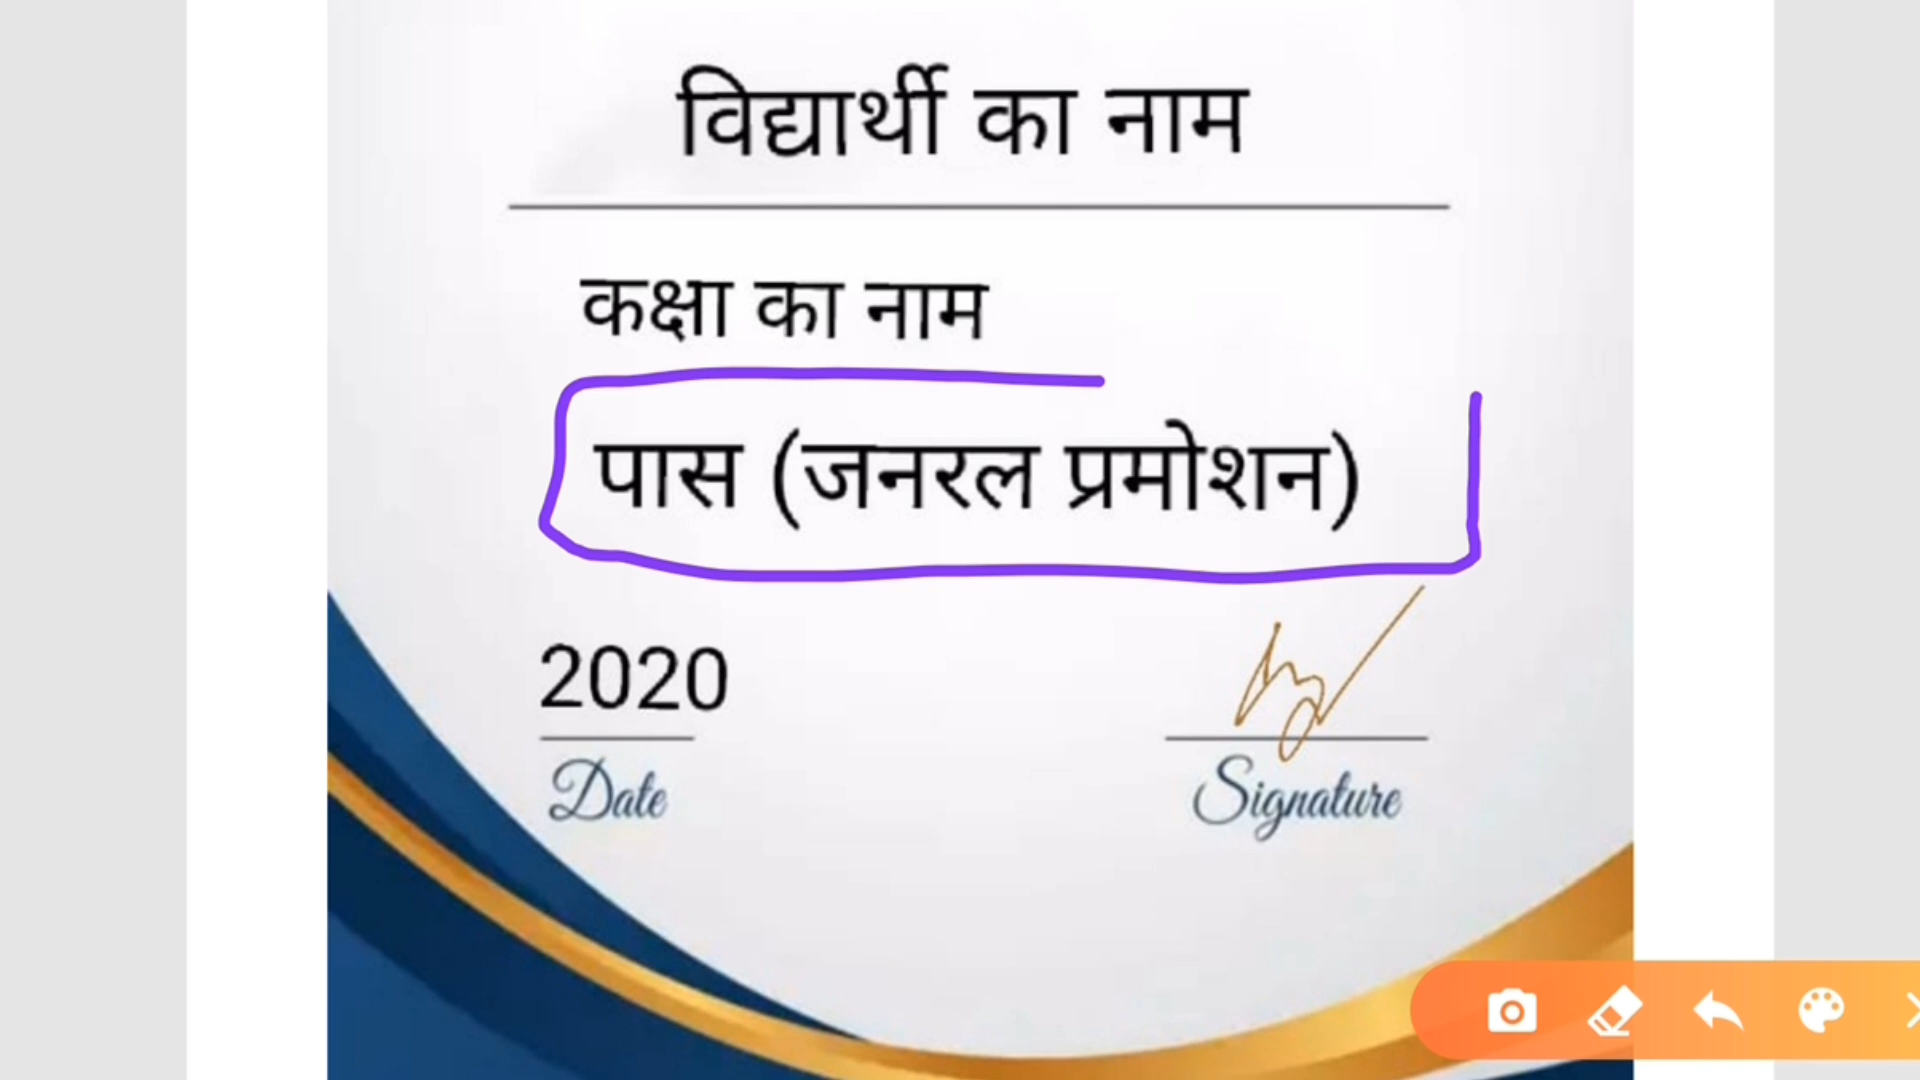 विद्यार्थी का नाम
कक्षा का नाम
पास (जनरल प्रमोशन)
2020
Date
Signature